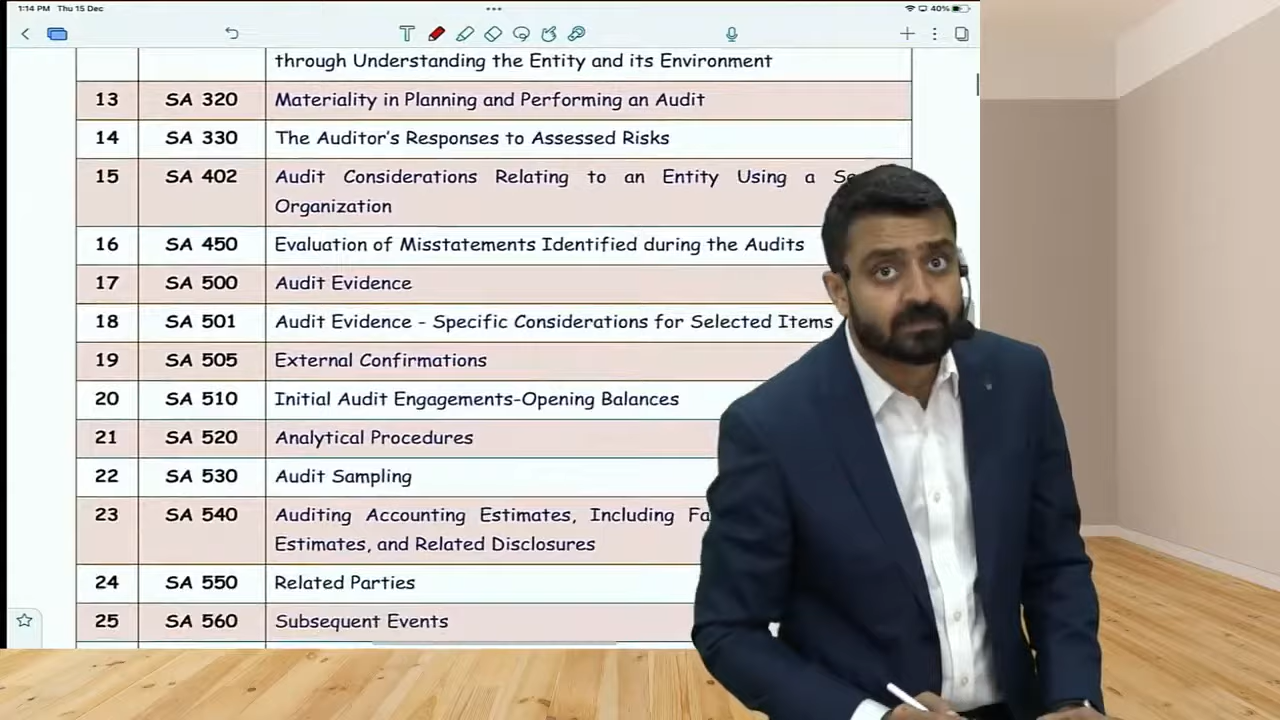 1:14 PM Thu 15 Dec
40%
through Understanding the Entity and its Environment
13 SA 320 Materiality in Planning and Performing an Audit
14 SA 330 The Auditor's Responses to Assessed Risks
15 SA 402 Audit Considerations Relating to an Entity Using a
Organization
16 SA 450 Evaluation of Misstatements Identified during the Audits
17 SA 500 Audit Evidence
18 SA 501 Audit Evidence - Specific Considerations for Selected Items
19 SA 505 External Confirmations
20 SA 510 Initial Audit Engagements-Opening Balances
21 SA 520 Analytical Procedures
22 SA 530 Audit Sampling
23 SA 540 Auditing Accounting Estimates, Including
Estimates, and Related Disclosures
24 SA 550 Related Parties
25 SA 560 Subsequent Events